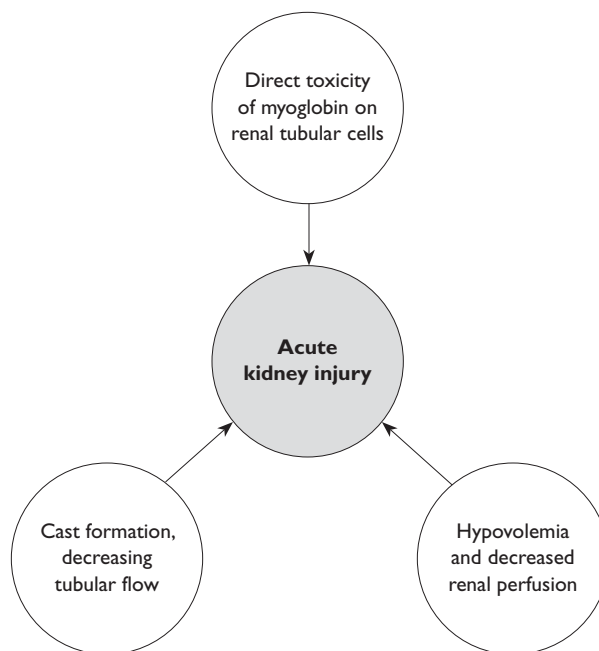 Direct toxicity
of myoglobin on
renal tubular cells
Acute
kidney injury
Cast formation,
decreasing
tubular flow
Hypovolemia
and decreased
renal perfusion